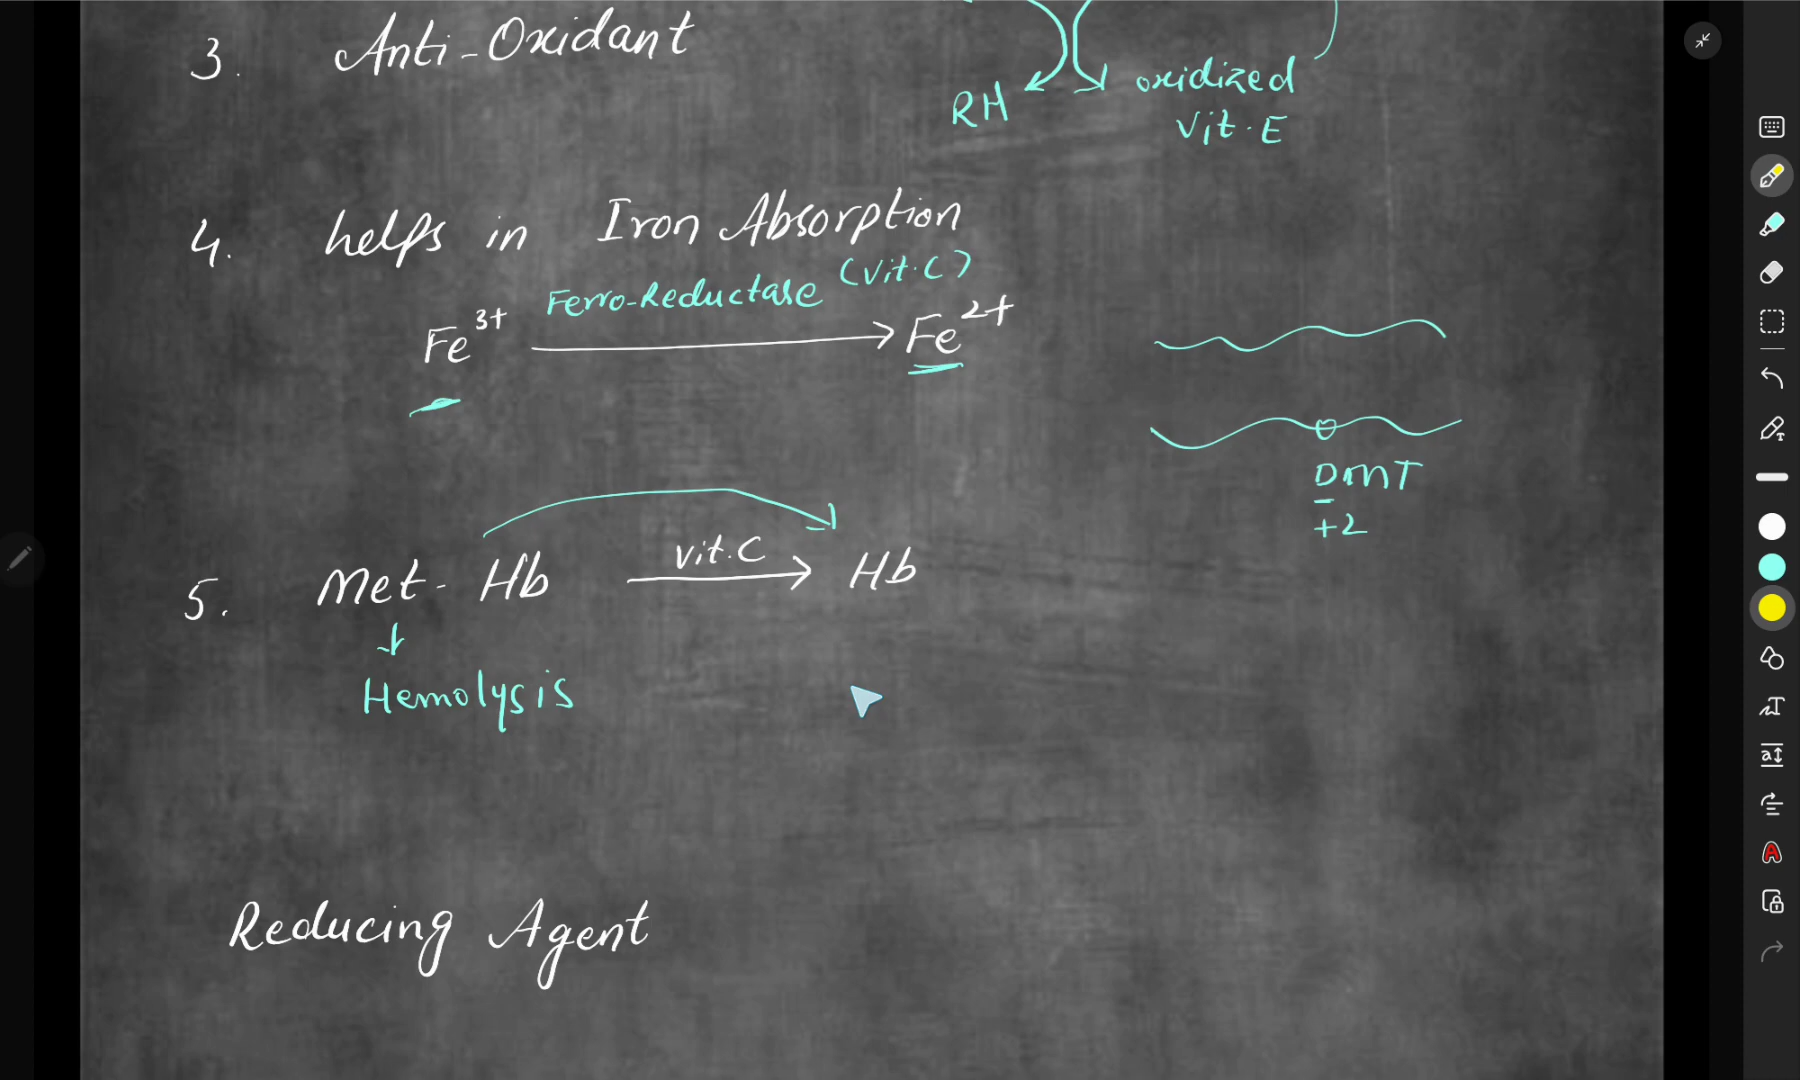 3. Anti-Oxidant
RH
oxidized
Vit. E
4. helps in Iron Absorption
Ferro-Reductase (Vit. C)
Fe3+ → Fe2+
DMT
+2
5. Met-Hb Vit. C → Hb
Hemolysis
Reducing Agent